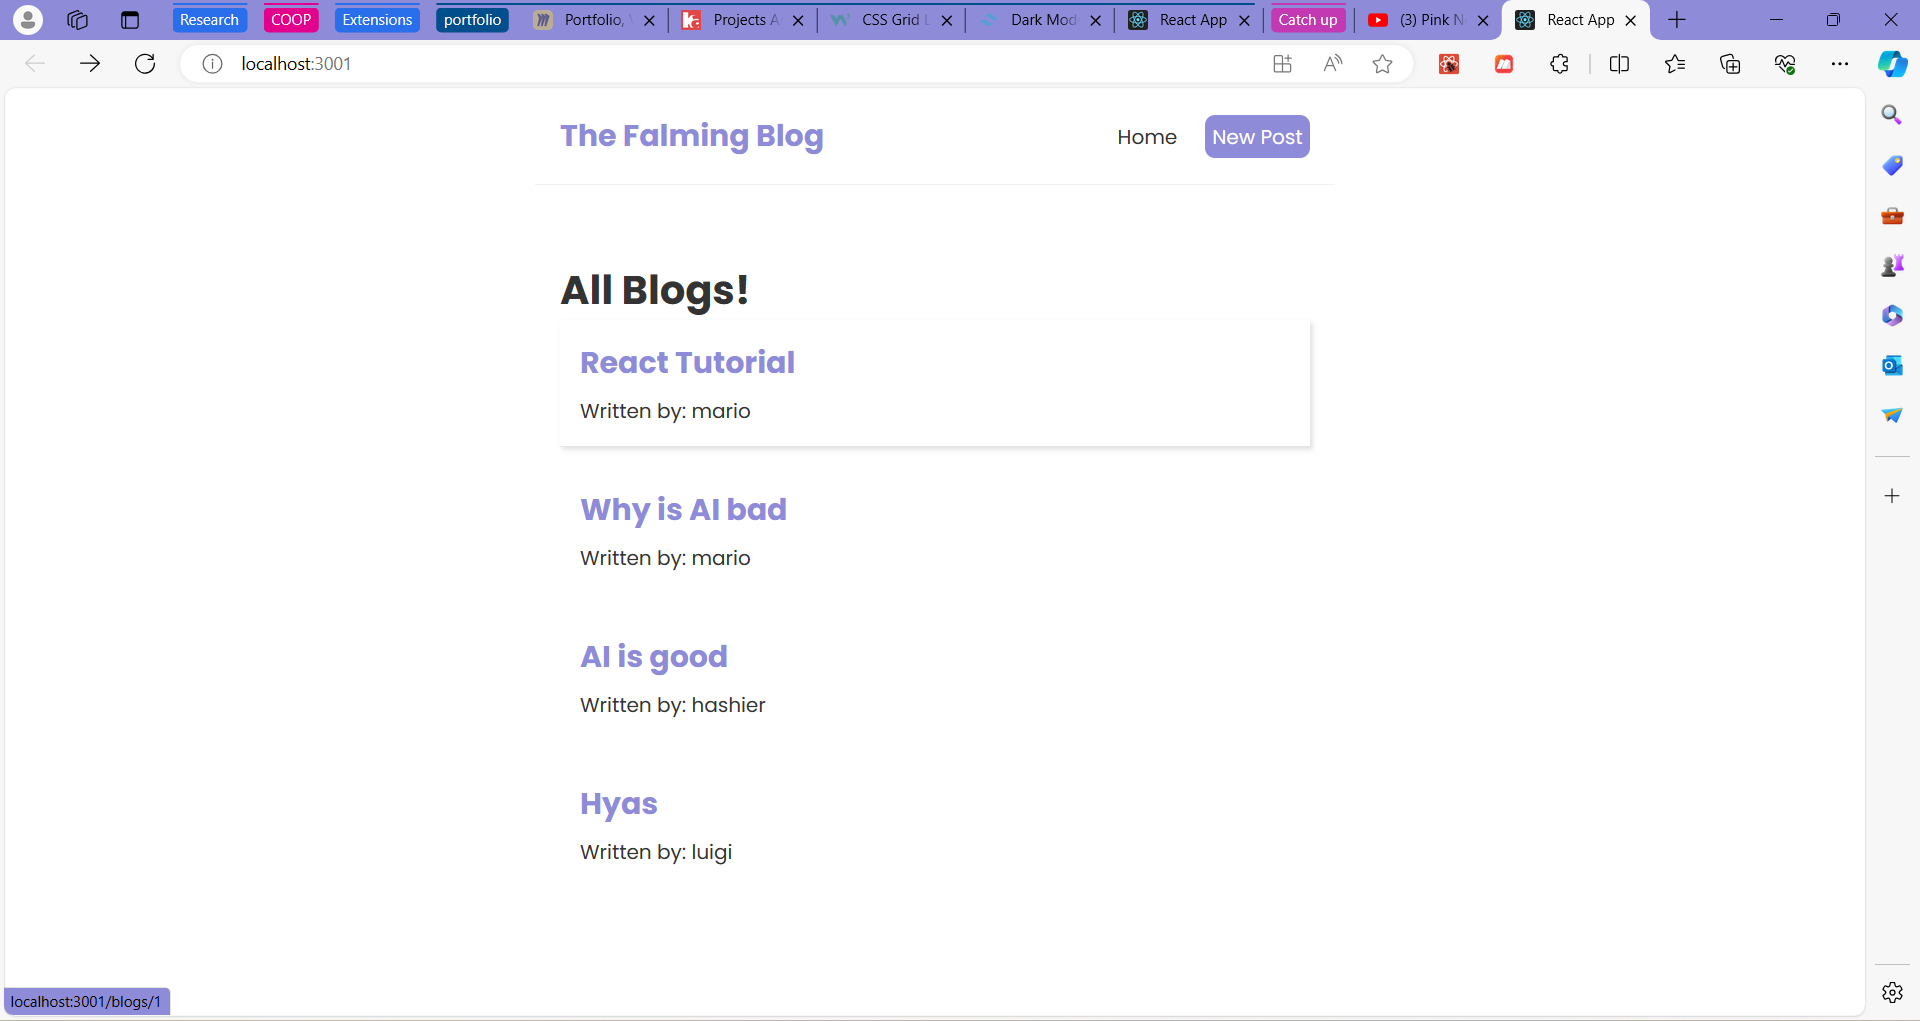 Research COOP Extensions portfolio Portfolio, Projects A CSS Grid L Dark Mod React App Catch up (3) Pink N React App
localhost:3001
The Falming Blog Home New Post
All Blogs!
React Tutorial
Written by: mario
Why is AI bad
Written by: mario
AI is good
Written by: hashier
Hyas
Written by: luigi
localhost:3001/blogs/1